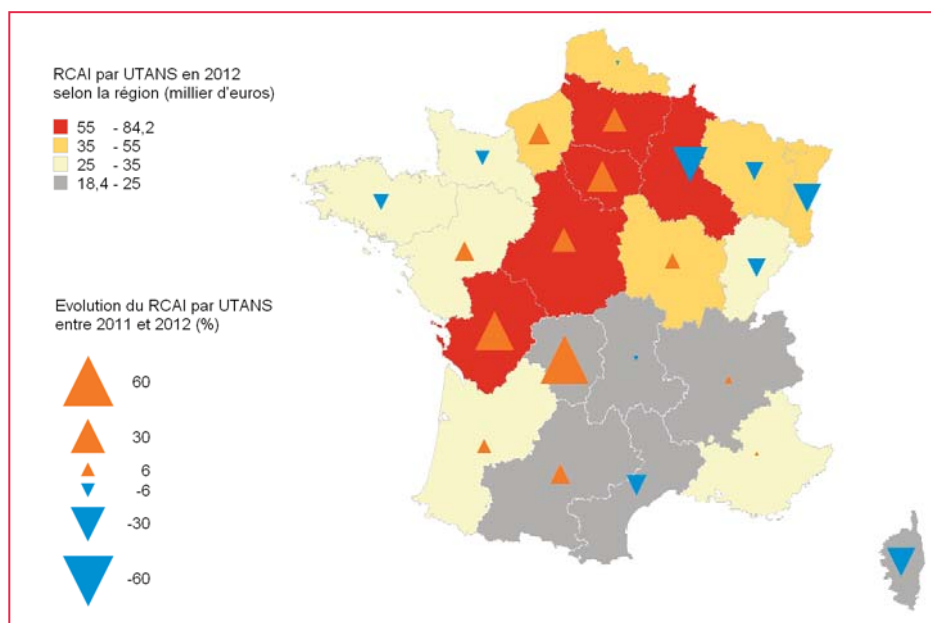 RCAI par UTANS en 2012
selon la région (millier d'euros)
55 - 84,2
35 - 55
25 - 35
18,4 - 25
Evolution du RCAI par UTANS
entre 2011 et 2012 (%)
60
30
6
-6
-30
-60